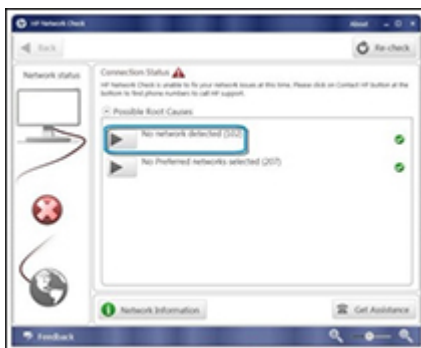 HP Network Check
About
Back
Re-check
Network status
Connection Status
HP Network Check is unable to fix your network issues at this time. Please click on Contact HP button at the
bottom to find phone numbers to call HP support.
Possible Root Causes
No network detected (102)
No Preferred networks selected (207)
Network Information
Get Assistance
Feedback